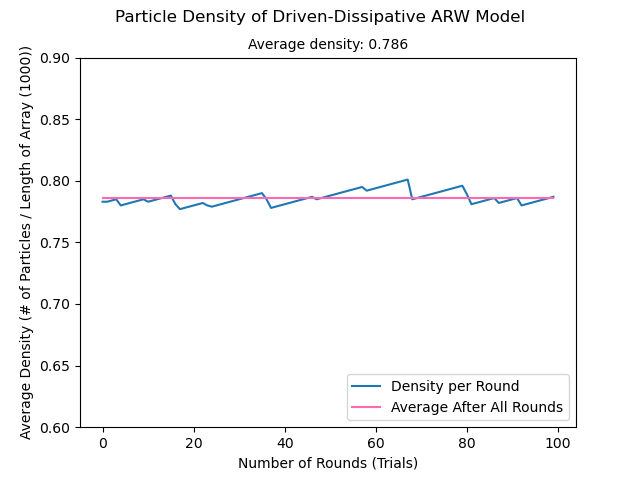 Particle Density of Driven-Dissipative ARW Model
Average density: 0.786
Average Density (# of Particles / Length of Array (1000))
0.90
0.85
0.80
0.75
0.70
0.65
0.60
Density per Round
Average After All Rounds
0
20
40
60
80
100
Number of Rounds (Trials)